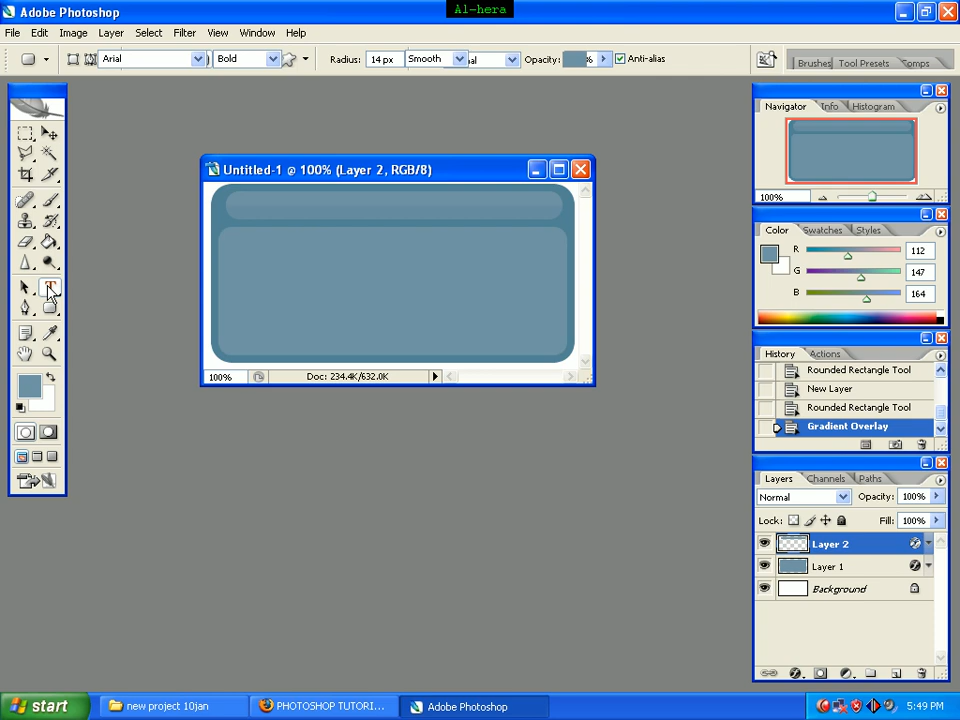 Al-hera
Adobe Photoshop
File Edit Image Layer Select Filter View Window Help
Arial Bold Radius: 14 px Smooth Opacity: % Anti-alias
Brushes Tool Presets Comps
Navigator Info Histogram
100%
Untitled-1 @ 100% (Layer 2, RGB/8)
100% Doc: 234.4K/632.0K
Color Swatches Styles
R 112
G 147
B 164
History Actions
Rounded Rectangle Tool
New Layer
Rounded Rectangle Tool
Gradient Overlay
Layers Channels Paths
Normal Opacity: 100%
Lock: Fill: 100%
Layer 2
Layer 1
Background
start new project 10jan PHOTOSHOP TUTORI... Adobe Photoshop 5:49 PM